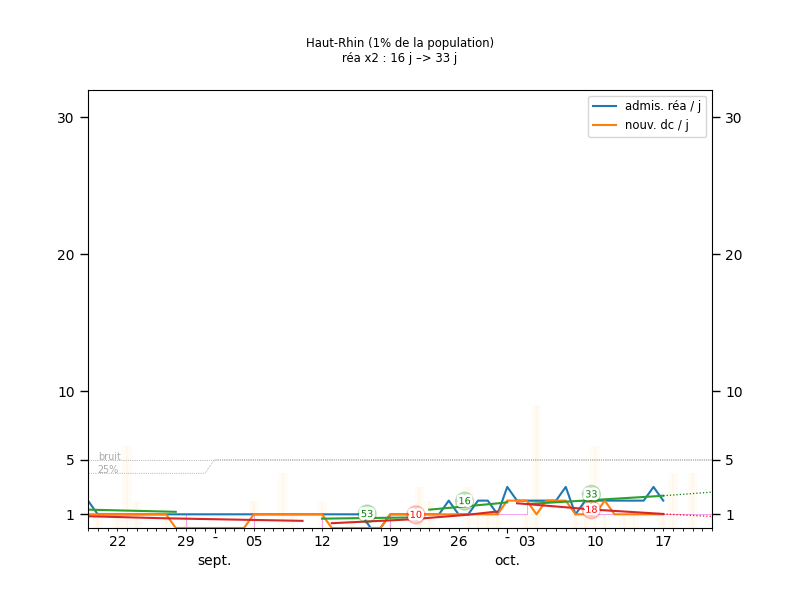 Haut-Rhin (1% de la population)
réa x2 : 16 j –> 33 j
admis. réa / j
nouv. dc / j
30 30
20 20
10 10
5 5
1 1
bruit
25%
53 10 16 33 18
22 29 - 05 12 19 26 - 03 10 17
sept. oct.